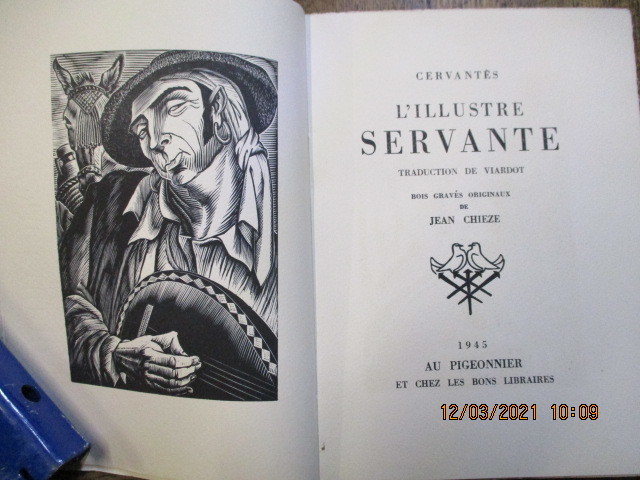 CERVANTÈS
L'ILLUSTRE
SERVANTE
TRADUCTION DE VIARDOT
BOIS GRAVÉS ORIGINAUX
DE
JEAN CHIEZE
1945
AU PIGEONNIER
ET CHEZ LES BONS LIBRAIRES
12/03/2021 10:09